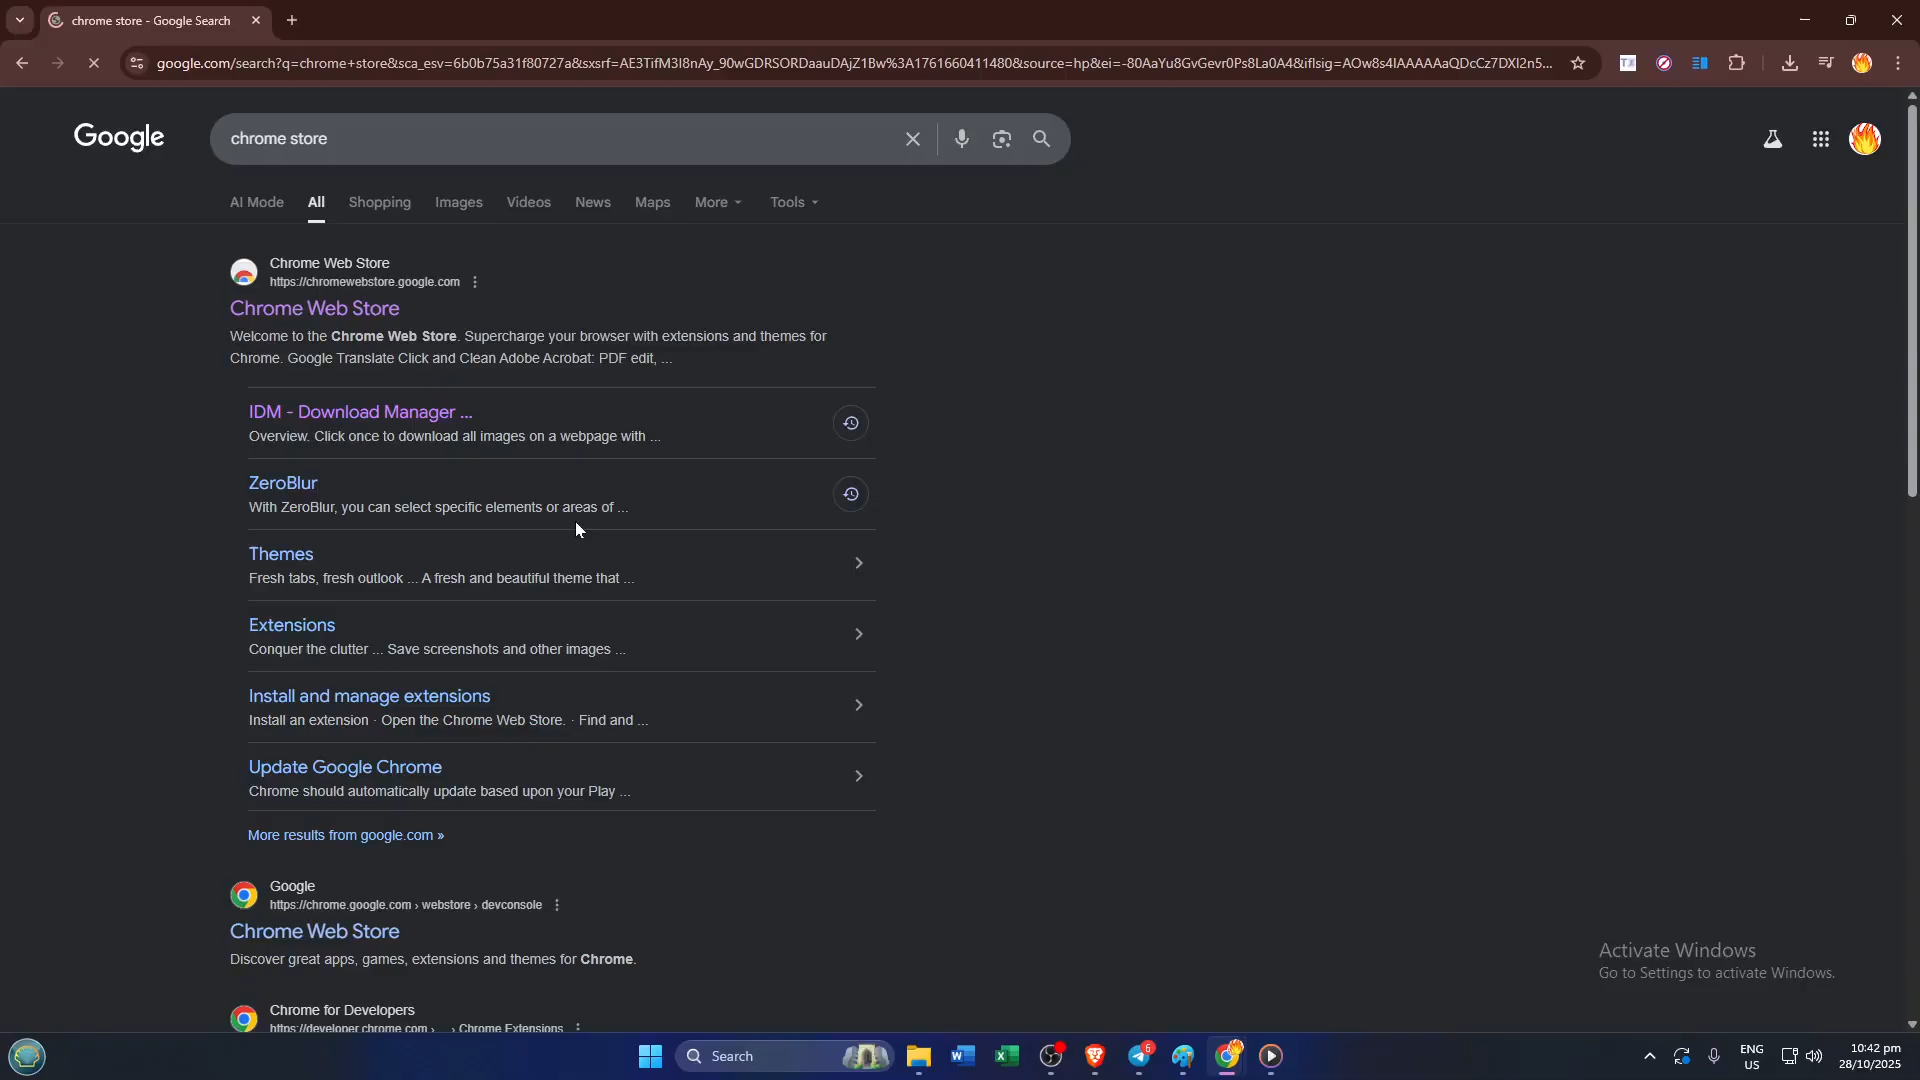 chrome store - Google Search
google.com/search?q=chrome+store&sca_esv=6b0b75a31f80727a&sxsrf=AE3TifM3I8nAy_90wGDRSORDaauDAjZ1Bw%3A1761660411480&source=hp&ei=-80AaYu8GvGevr0Ps8La0A4&iflsig=AOw8s4IAAAAAaQDcCz7DXI2n5...
Google
chrome store
AI Mode All Shopping Images Videos News Maps More Tools
Chrome Web Store
https://chromewebstore.google.com
Chrome Web Store
Welcome to the Chrome Web Store. Supercharge your browser with extensions and themes for
Chrome. Google Translate Click and Clean Adobe Acrobat: PDF edit, ...
IDM - Download Manager ...
Overview. Click once to download all images on a webpage with ...
ZeroBlur
With ZeroBlur, you can select specific elements or areas of ...
Themes
Fresh tabs, fresh outlook ... A fresh and beautiful theme that ...
Extensions
Conquer the clutter ... Save screenshots and other images ...
Install and manage extensions
Install an extension · Open the Chrome Web Store. · Find and ...
Update Google Chrome
Chrome should automatically update based upon your Play ...
More results from google.com »
Google
https://chrome.google.com › webstore › devconsole
Chrome Web Store
Discover great apps, games, extensions and themes for Chrome.
Chrome for Developers
https://developer.chrome.com › ... › Chrome Extensions
Activate Windows
Go to Settings to activate Windows.
Search
6
ENG
US
10:42 pm
28/10/2025